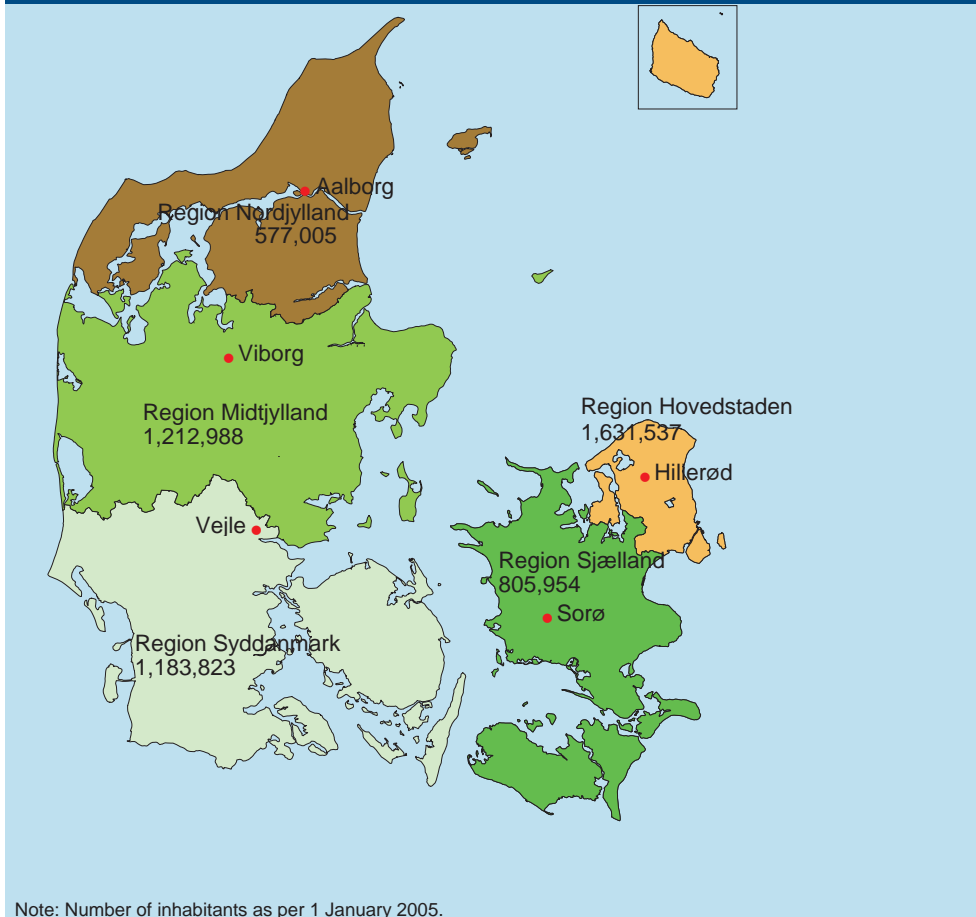 Aalborg
Region Nordjylland
577,005
Viborg
Region Midtjylland
1,212,988
Region Hovedstaden
1,631,537
Hillerød
Vejle
Region Sjælland
805,954
Sorø
Region Syddanmark
1,183,823
Note: Number of inhabitants as per 1 January 2005.